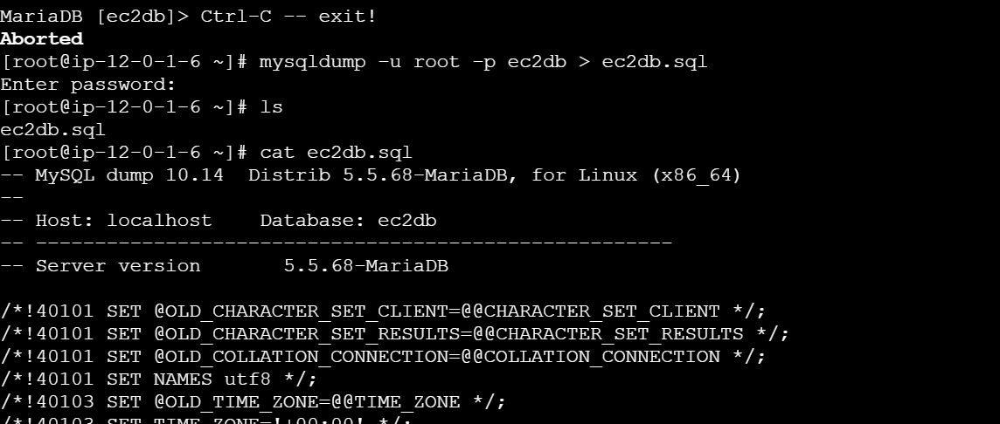 MariaDB [ec2db]> Ctrl-C -- exit!
Aborted
[root@ip-12-0-1-6 ~]# mysqldump -u root -p ec2db > ec2db.sql
Enter password:
[root@ip-12-0-1-6 ~]# ls
ec2db.sql
[root@ip-12-0-1-6 ~]# cat ec2db.sql
-- MySQL dump 10.14  Distrib 5.5.68-MariaDB, for Linux (x86_64)
--
-- Host: localhost    Database: ec2db
-- ------------------------------------------------------
-- Server version       5.5.68-MariaDB

/*!40101 SET @OLD_CHARACTER_SET_CLIENT=@@CHARACTER_SET_CLIENT */;
/*!40101 SET @OLD_CHARACTER_SET_RESULTS=@@CHARACTER_SET_RESULTS */;
/*!40101 SET @OLD_COLLATION_CONNECTION=@@COLLATION_CONNECTION */;
/*!40101 SET NAMES utf8 */;
/*!40103 SET @OLD_TIME_ZONE=@@TIME_ZONE */;
/*!40103 SET TIME_ZONE='+00:00' */;